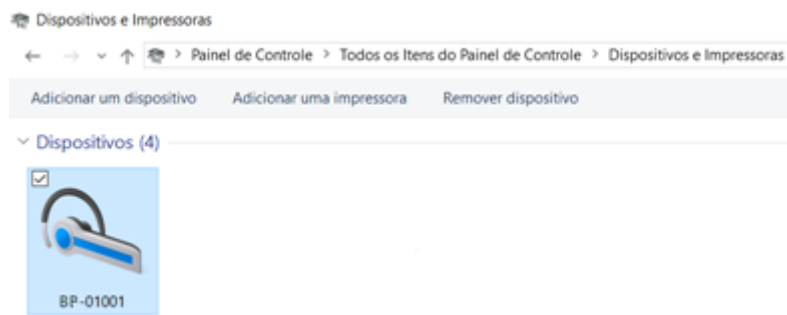 Dispositivos e Impressoras
Painel de Controle > Todos os Itens do Painel de Controle > Dispositivos e Impressoras
Adicionar um dispositivo Adicionar uma impressora Remover dispositivo
Dispositivos (4)
BP-01001